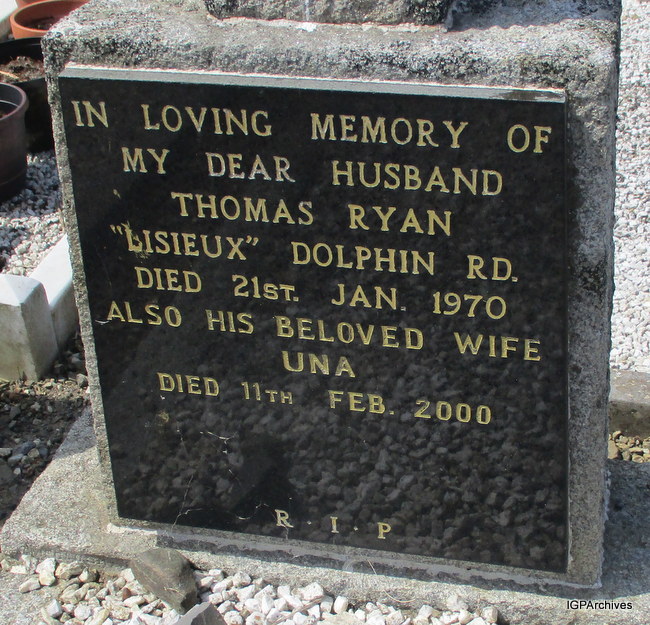 IN LOVING MEMORY OF
MY DEAR HUSBAND
THOMAS RYAN
"LISIEUX" DOLPHIN RD.
DIED 21ST. JAN. 1970
ALSO HIS BELOVED WIFE
UNA
DIED 11TH FEB. 2000
R · I · P
IGPArchives